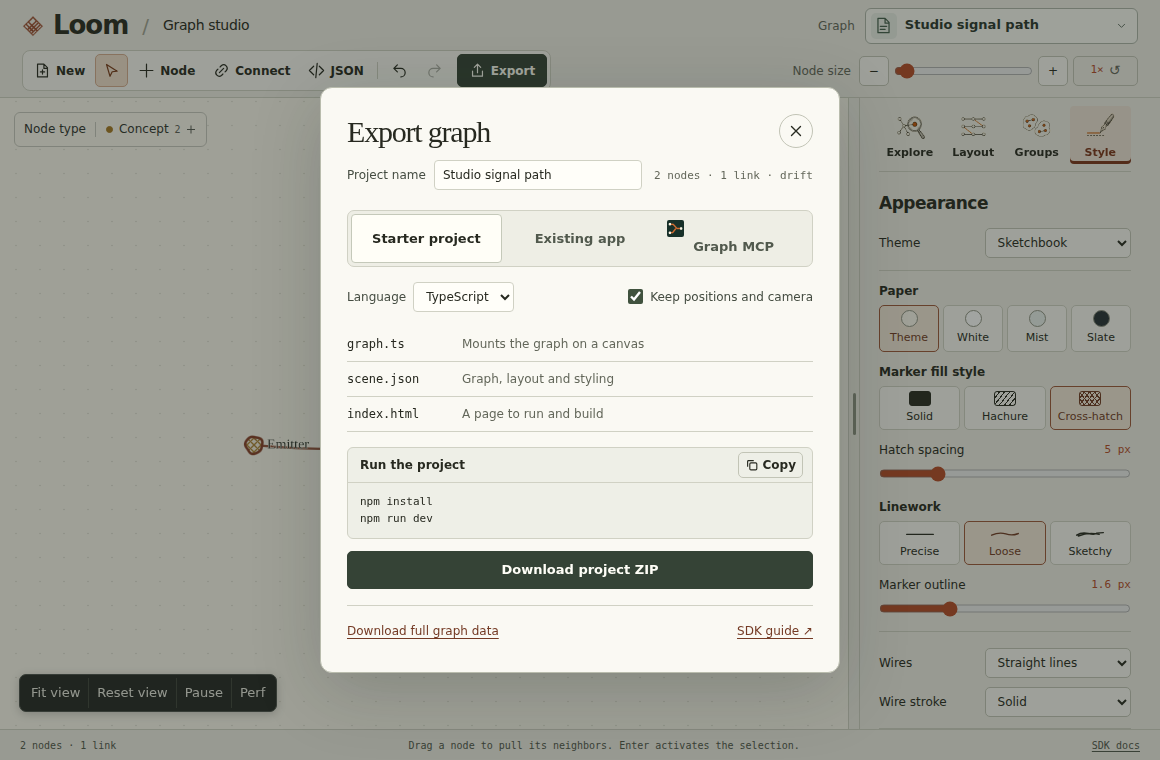 Loom / Graph studio
Graph Studio signal path
New Node Connect JSON Export
Node size − + 1× ↺
Node type Concept 2 +
Explore Layout Groups Style
Export graph
Project name Studio signal path 2 nodes · 1 link · drift
Starter project Existing app Graph MCP
Language TypeScript Keep positions and camera
graph.ts Mounts the graph on a canvas
scene.json Graph, layout and styling
index.html A page to run and build
Run the project Copy
npm install
npm run dev
Download project ZIP
Download full graph data SDK guide ↗
Emitter
Appearance
Theme Sketchbook
Paper
Theme White Mist Slate
Marker fill style
Solid Hachure Cross-hatch
Hatch spacing 5 px
Linework
Precise Loose Sketchy
Marker outline 1.6 px
Wires Straight lines
Wire stroke Solid
Fit view Reset view Pause Perf
2 nodes · 1 link Drag a node to pull its neighbors. Enter activates the selection. SDK docs